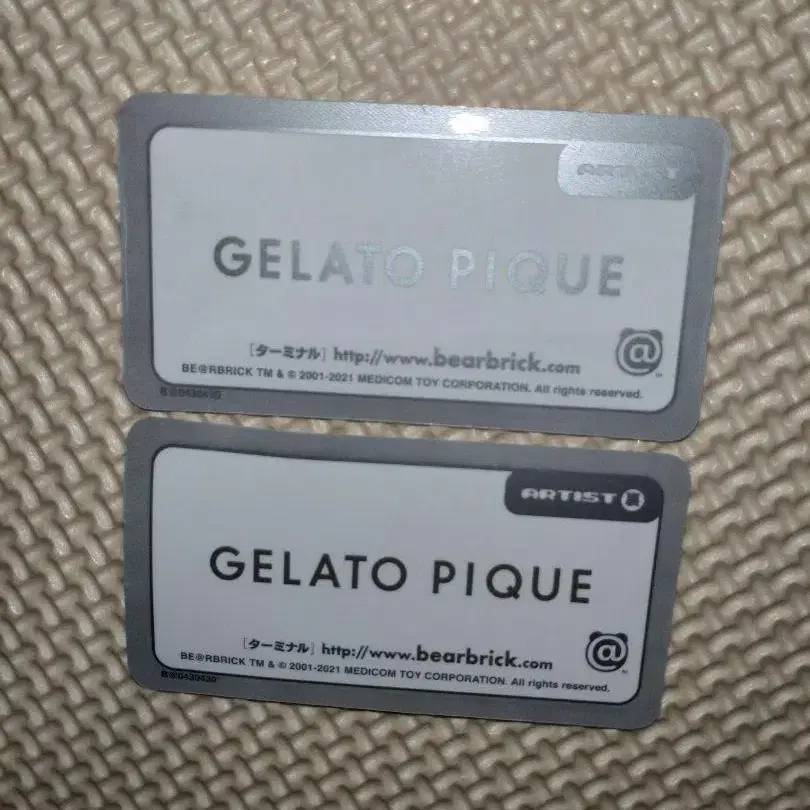 ARTIST
GELATO PIQUE
[ターミナル] http://www.bearbrick.com
BE@RBRICK TM & © 2001-2021 MEDICOM TOY CORPORATION. All rights reserved.
@
TM
ARTIST
GELATO PIQUE
[ターミナル] http://www.bearbrick.com
BE@RBRICK TM & © 2001-2021 MEDICOM TOY CORPORATION. All rights reserved.
@